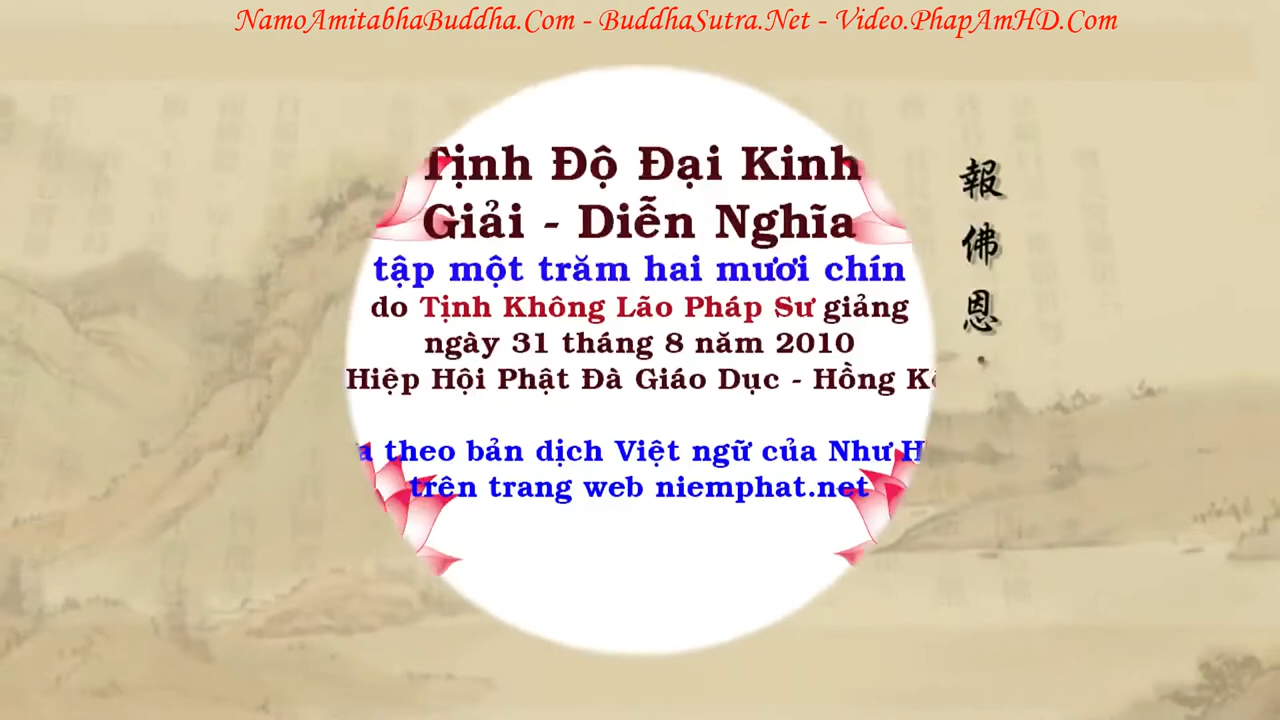 NamoAmitabhaBuddha.Com - BuddhaSutra.Net - Video.PhapAmHD.Com
Tịnh Độ Đại Kinh
Giải - Diễn Nghĩa
tập một trăm hai mươi chín
do Tịnh Không Lão Pháp Sư giảng
ngày 31 tháng 8 năm 2010
Hiệp Hội Phật Đà Giáo Dục - Hồng
theo bản dịch Việt ngữ của Như
trên trang web niemphat.net
報佛恩.